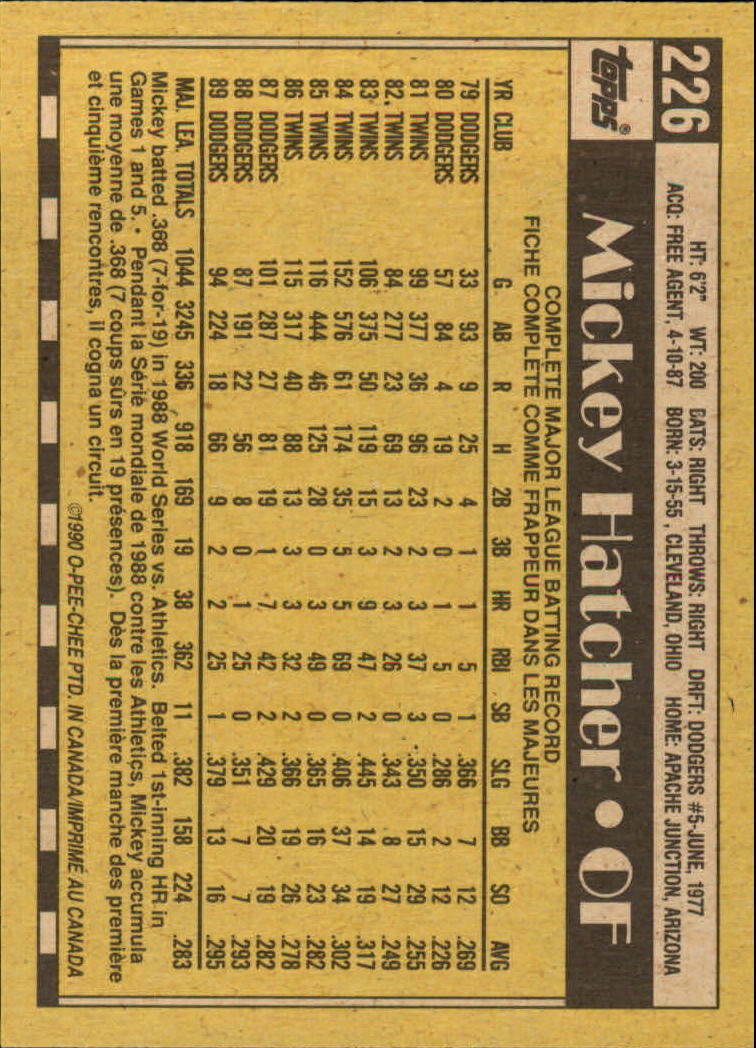 226
HT: 6'2" WT: 200 BATS: RIGHT THROWS: RIGHT DRFT: DODGERS #5-JUNE, 1977
ACQ: FREE AGENT, 4-10-87 BORN: 3-15-55, CLEVELAND, OHIO HOME: APACHE JUNCTION, ARIZONA
topps®
Mickey Hatcher • OF
COMPLETE MAJOR LEAGUE BATTING RECORD
FICHE COMPLÈTE COMME FRAPPEUR DANS LES MAJEURES
YR CLUB G AB R H 2B 3B HR RBI SB SLG BB SO AVG
79 DODGERS 33 93 9 25 4 1 1 5 1 .366 7 12 .269
80 DODGERS 57 84 4 19 2 0 1 5 0 .286 2 12 .226
81 TWINS 99 377 36 96 23 2 3 37 3 .350 15 29 .255
82 TWINS 84 277 23 69 13 2 3 26 0 .343 8 27 .249
83 TWINS 106 375 50 119 15 3 9 47 2 .445 14 19 .317
84 TWINS 152 576 61 174 35 5 5 69 0 .406 37 34 .302
85 TWINS 116 444 46 125 28 0 3 49 0 .365 16 23 .282
86 TWINS 115 317 40 88 13 3 3 32 2 .366 19 26 .278
87 DODGERS 101 287 27 81 19 1 7 42 2 .429 20 19 .282
88 DODGERS 87 191 22 56 8 0 1 25 0 .351 7 7 .293
89 DODGERS 94 224 18 66 9 2 2 25 1 .379 13 16 .295
MAJ. LEA. TOTALS 1044 3245 336 918 169 19 38 362 11 .382 158 224 .283
Mickey batted .368 (7-for-19) in 1988 World Series vs. Athletics. Belted 1st-inning HR in
Games 1 and 5. • Pendant la Série mondiale de 1988 contre les Athletics, Mickey accumula
une moyenne de .368 (7 coups sûrs en 19 présences). Dès la première manche des première
et cinquième rencontres, il cogna un circuit.
©1990 O-PEE-CHEE PTD. IN CANADA/IMPRIMÉ AU CANADA